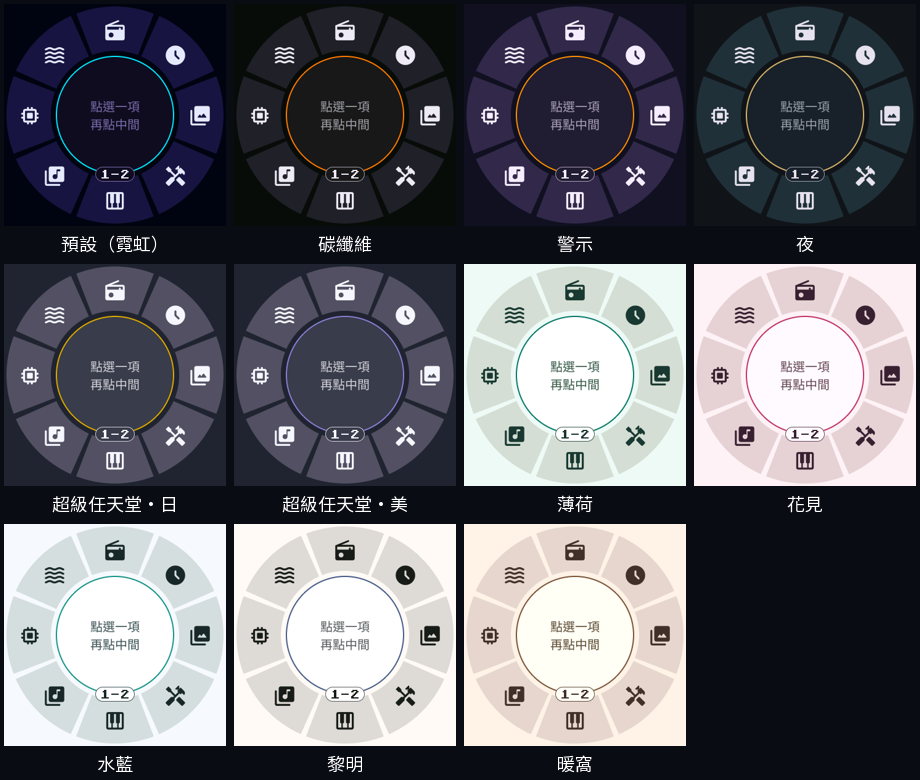 點選一項
再點中間
1-2
預設（霓虹）
點選一項
再點中間
1-2
碳纖維
點選一項
再點中間
1-2
警示
點選一項
再點中間
1-2
夜
點選一項
再點中間
1-2
超級任天堂・日
點選一項
再點中間
1-2
超級任天堂・美
點選一項
再點中間
1-2
薄荷
點選一項
再點中間
1-2
花見
點選一項
再點中間
1-2
水藍
點選一項
再點中間
1-2
黎明
點選一項
再點中間
1-2
暖窩